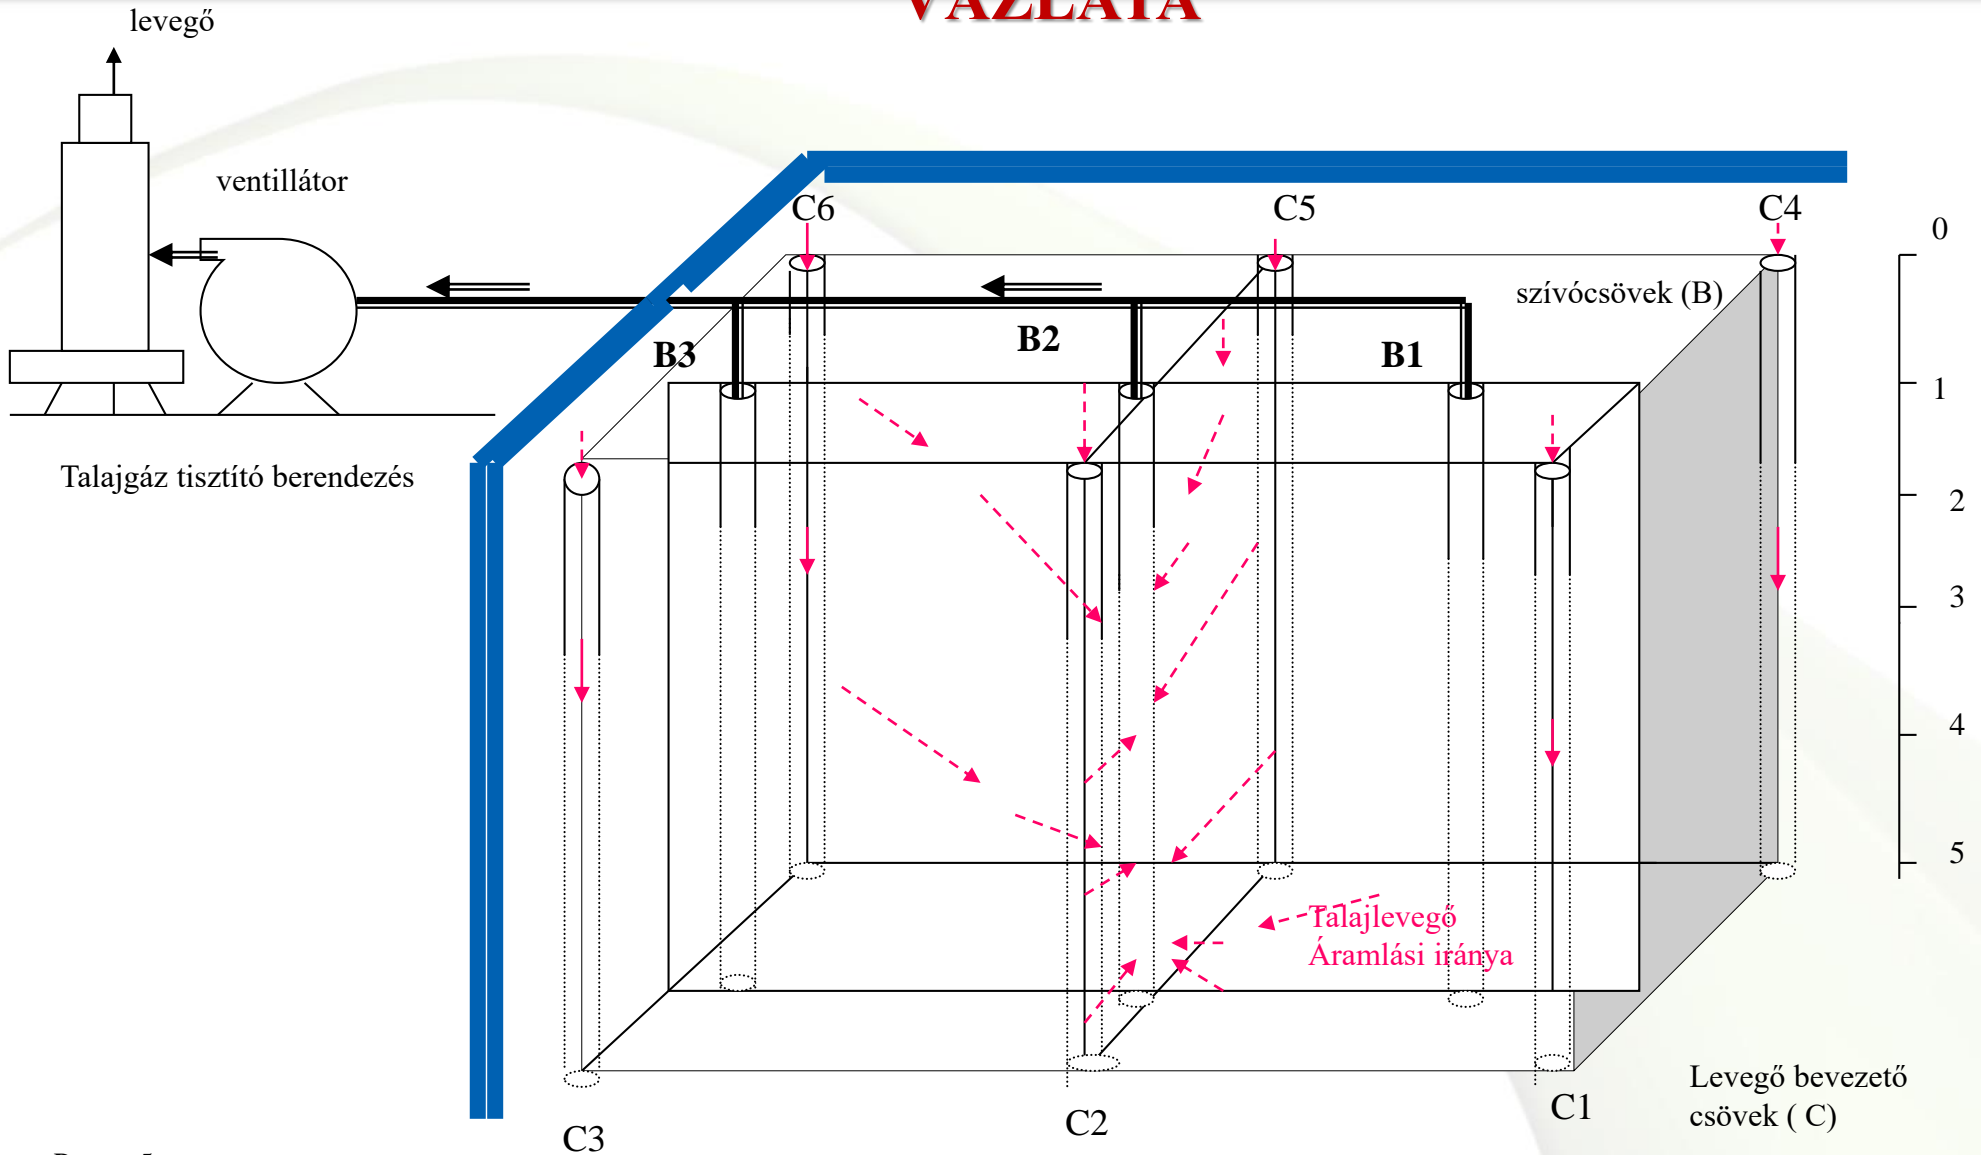 VÁZLATA
levegő
ventillátor
C6
C5
C4
0
szívócsövek (B)
B3
B2
B1
1
Talajgáz tisztító berendezés
2
3
4
5
Talajlevegő
Áramlási iránya
Levegő bevezető
csövek ( C)
C1
C2
C3